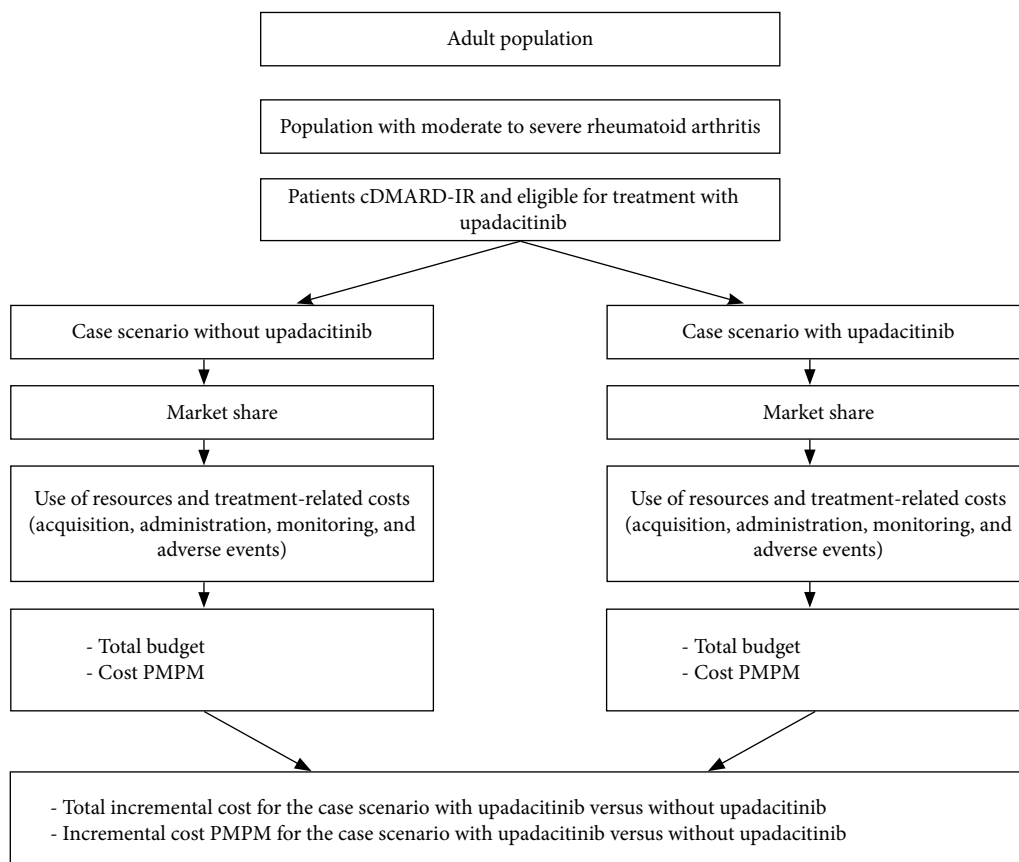 Adult population
Population with moderate to severe rheumatoid arthritis
Patients cDMARD-IR and eligible for treatment with
upadacitinib
Case scenario without upadacitinib
Market share
Use of resources and treatment-related costs
(acquisition, administration, monitoring, and
adverse events)
- Total budget
- Cost PMPM
Case scenario with upadacitinib
Market share
Use of resources and treatment-related costs
(acquisition, administration, monitoring, and
adverse events)
- Total budget
- Cost PMPM
- Total incremental cost for the case scenario with upadacitinib versus without upadacitinib
- Incremental cost PMPM for the case scenario with upadacitinib versus without upadacitinib